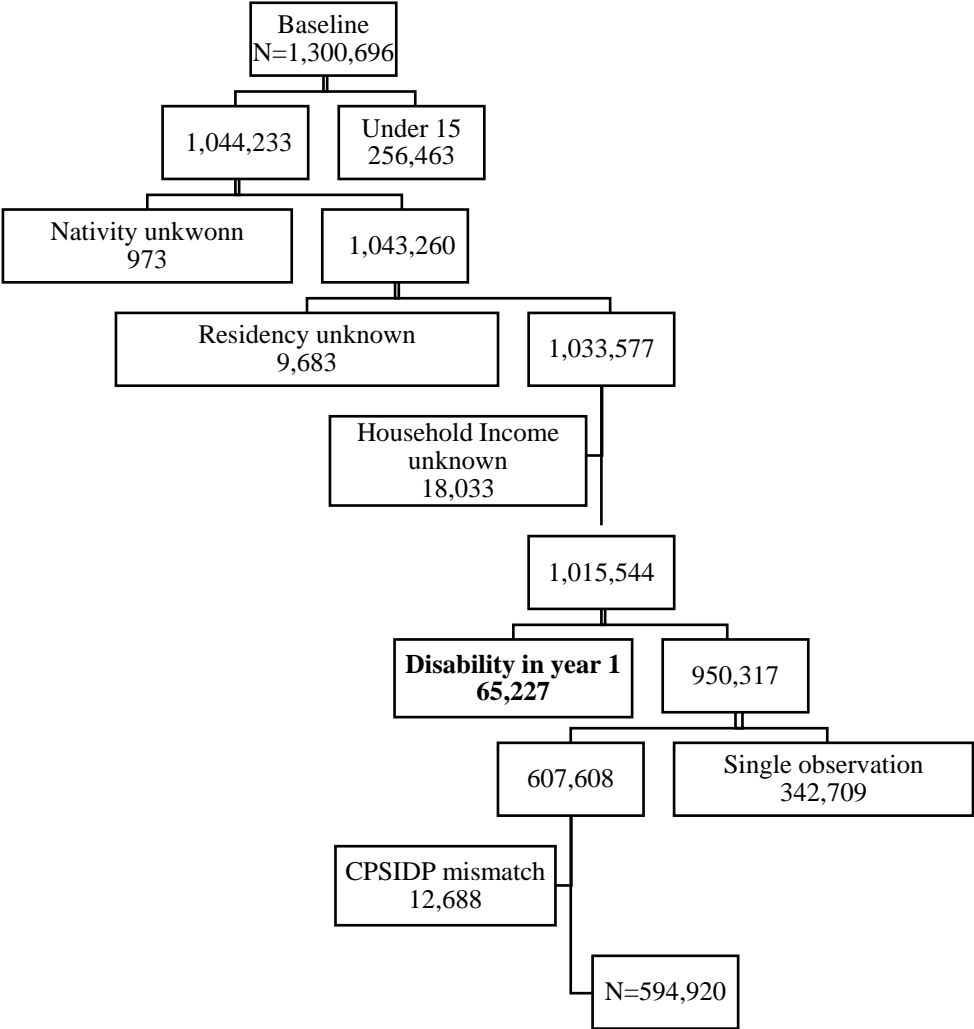 Baseline
N=1,300,696
1,044,233
Under 15
256,463
Nativity unkwonn
973
1,043,260
Residency unknown
9,683
1,033,577
Household Income
unknown
18,033
1,015,544
Disability in year 1
65,227
950,317
607,608
Single observation
342,709
CPSIDP mismatch
12,688
N=594,920